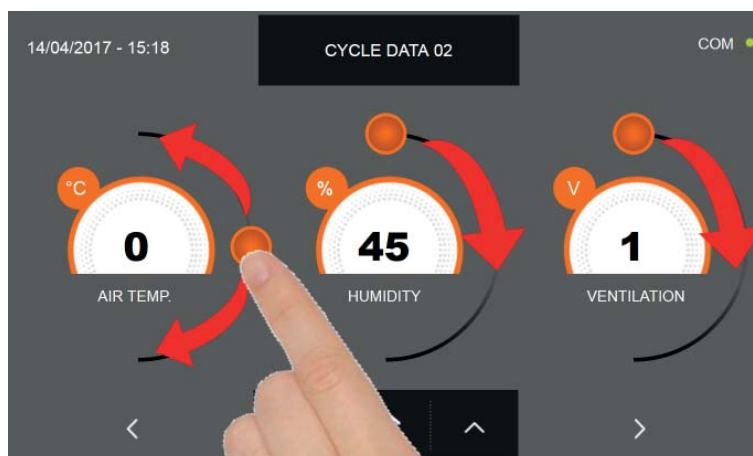 14/04/2017 - 15:18
CYCLE DATA 02
COM
°C
0
AIR TEMP.
%
45
HUMIDITY
V
1
VENTILATION